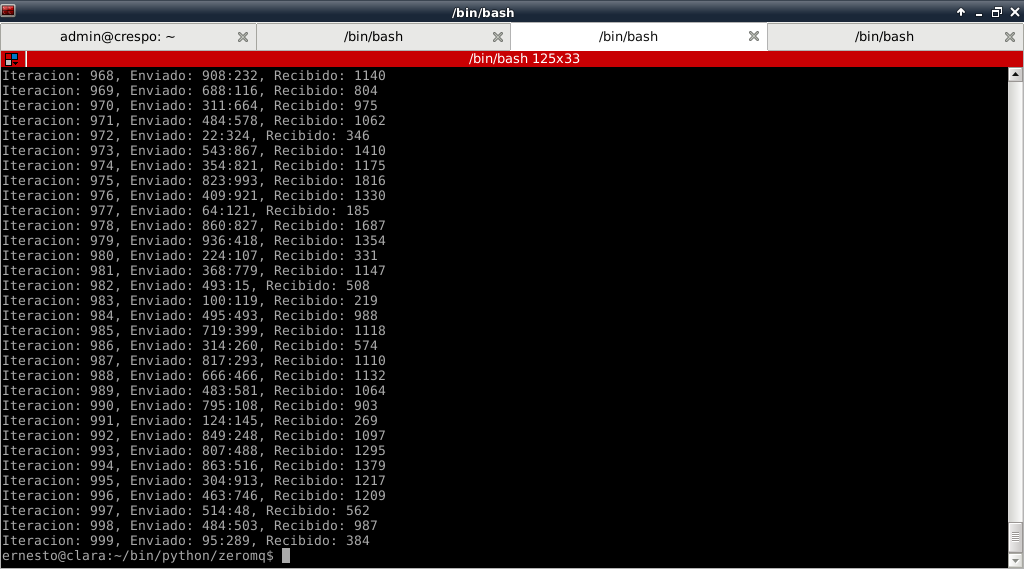 /bin/bash
admin@crespo: ~
/bin/bash
/bin/bash
/bin/bash
/bin/bash 125x33
Iteracion: 968, Enviado: 908:232, Recibido: 1140
Iteracion: 969, Enviado: 688:116, Recibido: 804
Iteracion: 970, Enviado: 311:664, Recibido: 975
Iteracion: 971, Enviado: 484:578, Recibido: 1062
Iteracion: 972, Enviado: 22:324, Recibido: 346
Iteracion: 973, Enviado: 543:867, Recibido: 1410
Iteracion: 974, Enviado: 354:821, Recibido: 1175
Iteracion: 975, Enviado: 823:993, Recibido: 1816
Iteracion: 976, Enviado: 409:921, Recibido: 1330
Iteracion: 977, Enviado: 64:121, Recibido: 185
Iteracion: 978, Enviado: 860:827, Recibido: 1687
Iteracion: 979, Enviado: 936:418, Recibido: 1354
Iteracion: 980, Enviado: 224:107, Recibido: 331
Iteracion: 981, Enviado: 368:779, Recibido: 1147
Iteracion: 982, Enviado: 493:15, Recibido: 508
Iteracion: 983, Enviado: 100:119, Recibido: 219
Iteracion: 984, Enviado: 495:493, Recibido: 988
Iteracion: 985, Enviado: 719:399, Recibido: 1118
Iteracion: 986, Enviado: 314:260, Recibido: 574
Iteracion: 987, Enviado: 817:293, Recibido: 1110
Iteracion: 988, Enviado: 666:466, Recibido: 1132
Iteracion: 989, Enviado: 483:581, Recibido: 1064
Iteracion: 990, Enviado: 795:108, Recibido: 903
Iteracion: 991, Enviado: 124:145, Recibido: 269
Iteracion: 992, Enviado: 849:248, Recibido: 1097
Iteracion: 993, Enviado: 807:488, Recibido: 1295
Iteracion: 994, Enviado: 863:516, Recibido: 1379
Iteracion: 995, Enviado: 304:913, Recibido: 1217
Iteracion: 996, Enviado: 463:746, Recibido: 1209
Iteracion: 997, Enviado: 514:48, Recibido: 562
Iteracion: 998, Enviado: 484:503, Recibido: 987
Iteracion: 999, Enviado: 95:289, Recibido: 384
ernesto@clara:~/bin/python/zeromq$